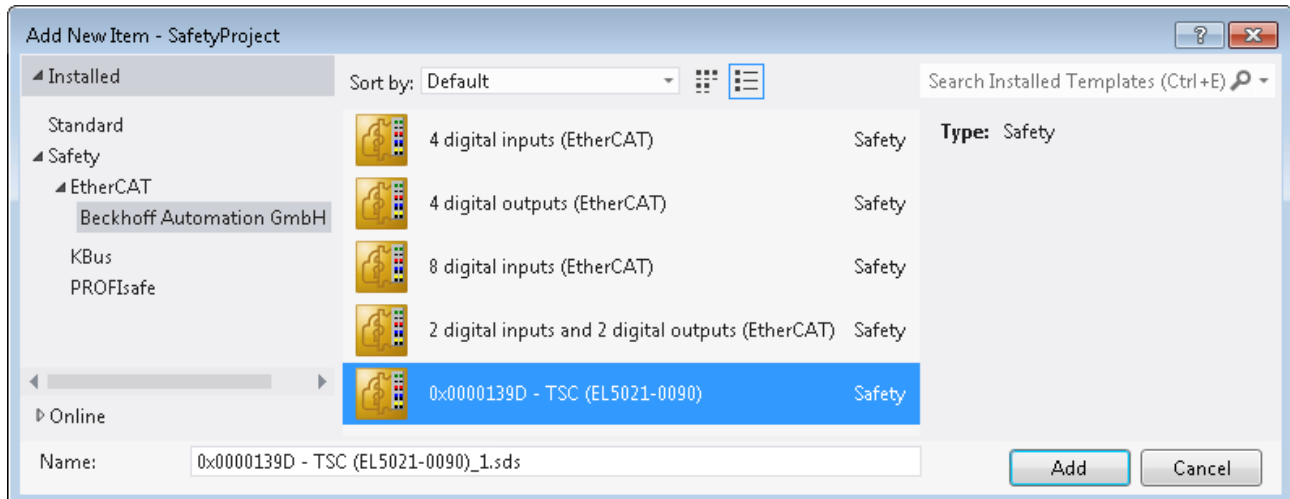 Add New Item - SafetyProject
Installed
Sort by: Default
Search Installed Templates (Ctrl+E)
Standard
Safety
EtherCAT
Beckhoff Automation GmbH
KBus
PROFIsafe
Online
4 digital inputs (EtherCAT) Safety
4 digital outputs (EtherCAT) Safety
8 digital inputs (EtherCAT) Safety
2 digital inputs and 2 digital outputs (EtherCAT) Safety
0x0000139D - TSC (EL5021-0090) Safety
Type: Safety
Name: 0x0000139D - TSC (EL5021-0090)_1.sds
Add Cancel